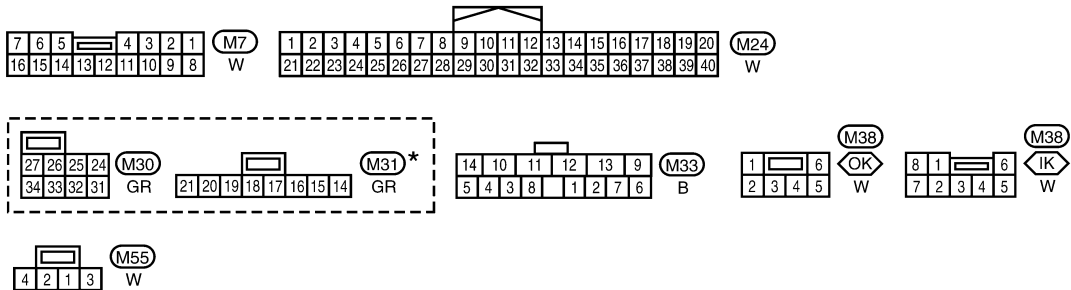 7 6 5 4 3 2 1 M7
16 15 14 13 12 11 10 9 8 W
1 2 3 4 5 6 7 8 9 10 11 12 13 14 15 16 17 18 19 20 M24
21 22 23 24 25 26 27 28 29 30 31 32 33 34 35 36 37 38 39 40 W
27 26 25 24 M30
34 33 32 31 GR
M31 *
21 20 19 18 17 16 15 14 GR
14 10 11 12 13 9 M33
5 4 3 8 1 2 7 6 B
M38
1 6 OK
2 3 4 5 W
M38
8 1 6 IK
7 2 3 4 5 W
M55
4 2 1 3 W